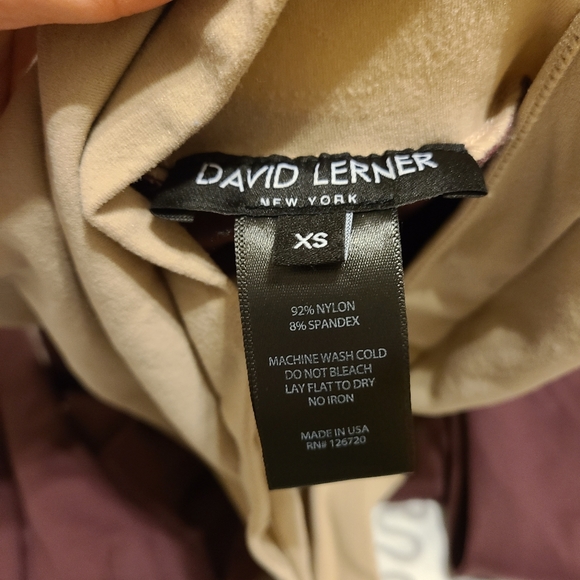 DAVID LERNER
NEW YORK
XS
92% NYLON
8% SPANDEX
MACHINE WASH COLD
DO NOT BLEACH
LAY FLAT TO DRY
NO IRON
MADE IN USA
RN# 126720
S